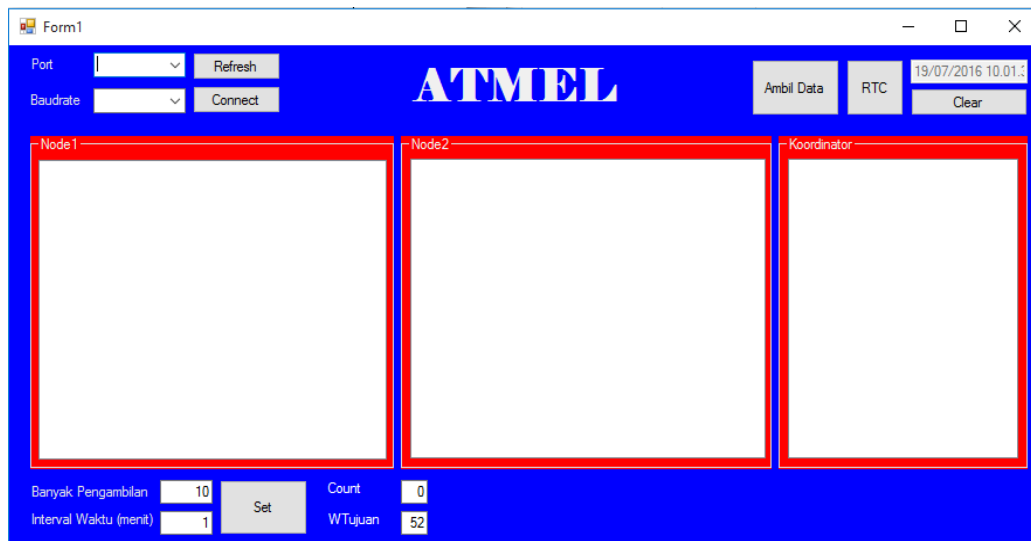 Form1
Port
Refresh
Baudrate
Connect
ATMEL
Ambil Data
RTC
19/07/2016 10.01.3
Clear
Node1
Node2
Koordinator
Banyak Pengambilan 10
Interval Waktu (menit) 1
Set
Count 0
WTujuan 52